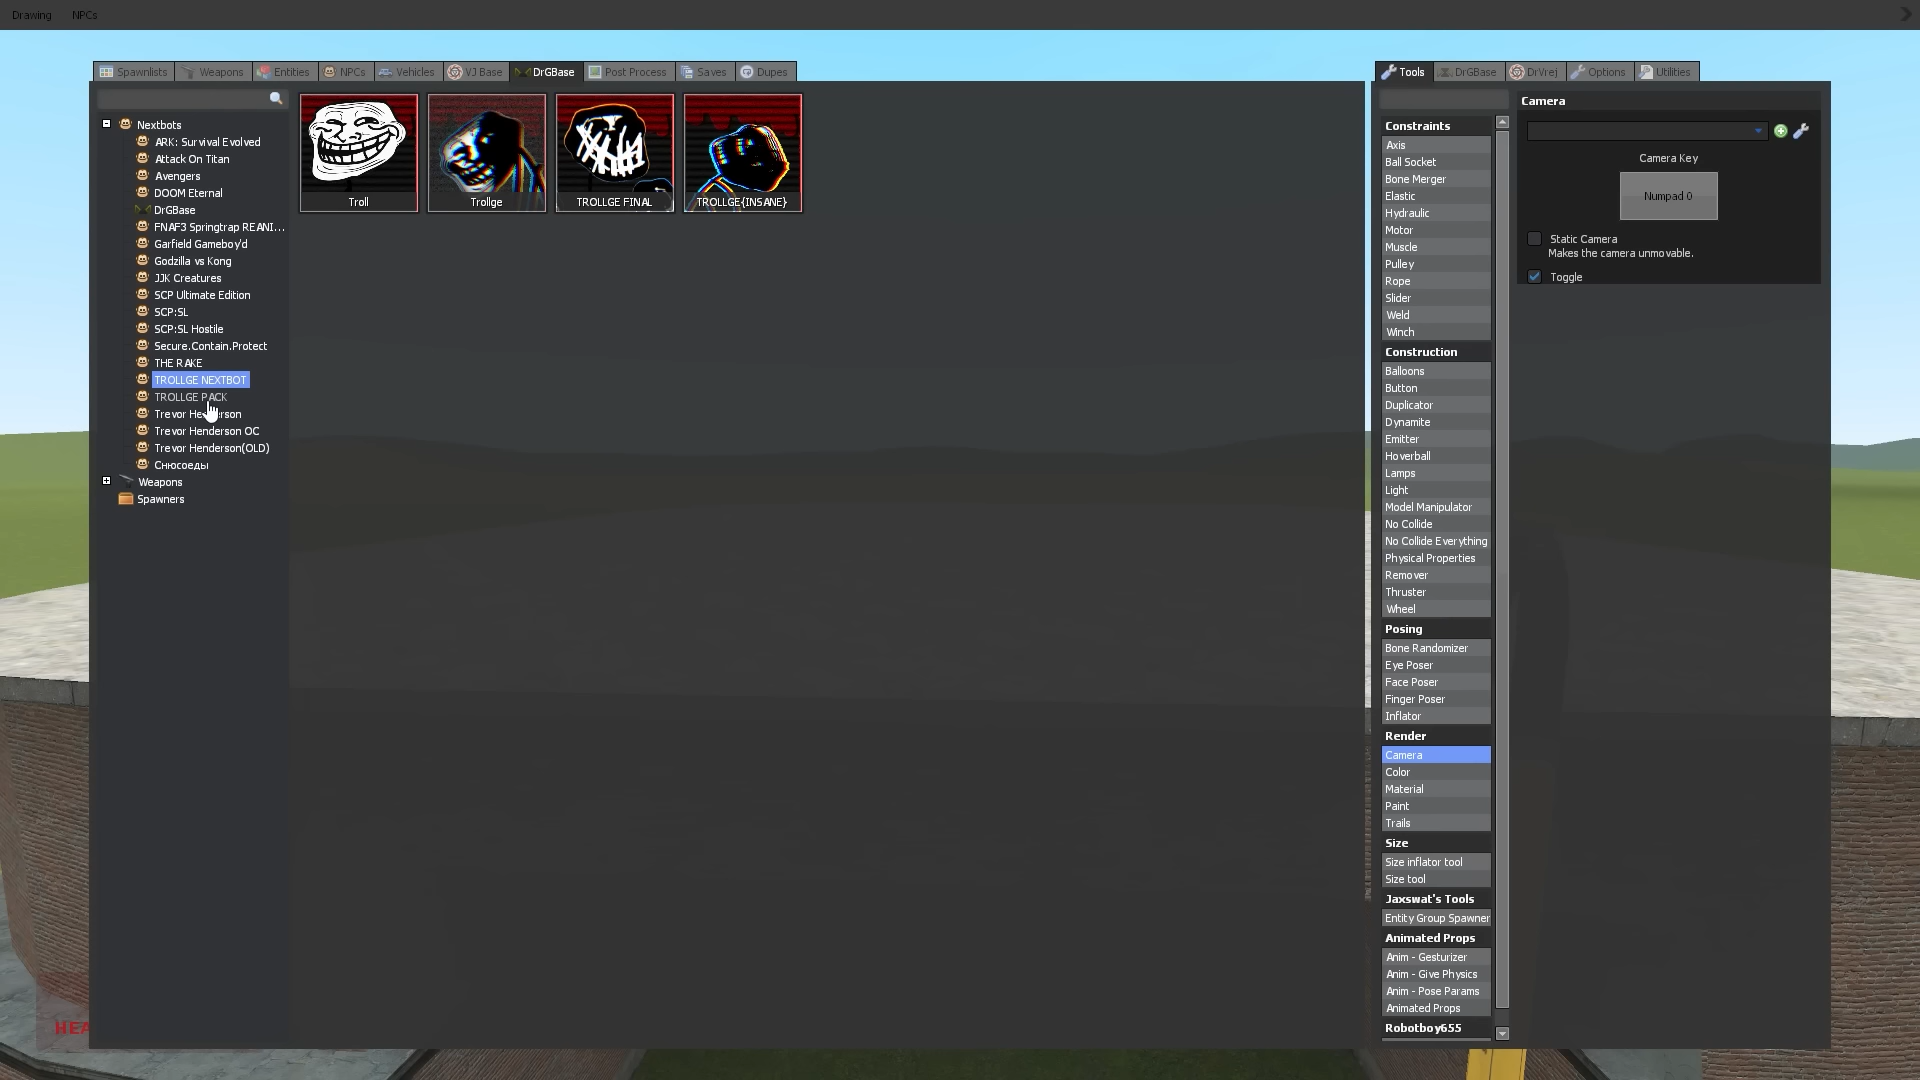 Drawing NPCs
Spawnlists Weapons Entities NPCs Vehicles VJ Base DrGBase Post Process Saves Dupes
Nextbots
ARK: Survival Evolved
Attack On Titan
Avengers
DOOM Eternal
DrGBase
FNAF3 Springtrap REANI...
Garfield Gameboy'd
Godzilla vs Kong
JJK Creatures
SCP Ultimate Edition
SCP:SL
SCP:SL Hostile
Secure.Contain.Protect
THE RAKE
TROLLGE NEXTBOT
TROLLGE PACK
Trevor Henderson
Trevor Henderson OC
Trevor Henderson(OLD)
Снюсоеды
Weapons
Spawners
Troll
Trollge
TROLLGE FINAL
TROLLGE{INSANE}
HEA
Tools DrGBase DrVrej Options Utilities
Constraints
Axis
Ball Socket
Bone Merger
Elastic
Hydraulic
Motor
Muscle
Pulley
Rope
Slider
Weld
Winch
Construction
Balloons
Button
Duplicator
Dynamite
Emitter
Hoverball
Lamps
Light
Model Manipulator
No Collide
No Collide Everything
Physical Properties
Remover
Thruster
Wheel
Posing
Bone Randomizer
Eye Poser
Face Poser
Finger Poser
Inflator
Render
Camera
Color
Material
Paint
Trails
Size
Size inflator tool
Size tool
Jaxswat's Tools
Entity Group Spawner
Animated Props
Anim - Gesturizer
Anim - Give Physics
Anim - Pose Params
Animated Props
Robotboy655
Camera
Camera Key
Numpad 0
Static Camera
Makes the camera unmovable.
Toggle